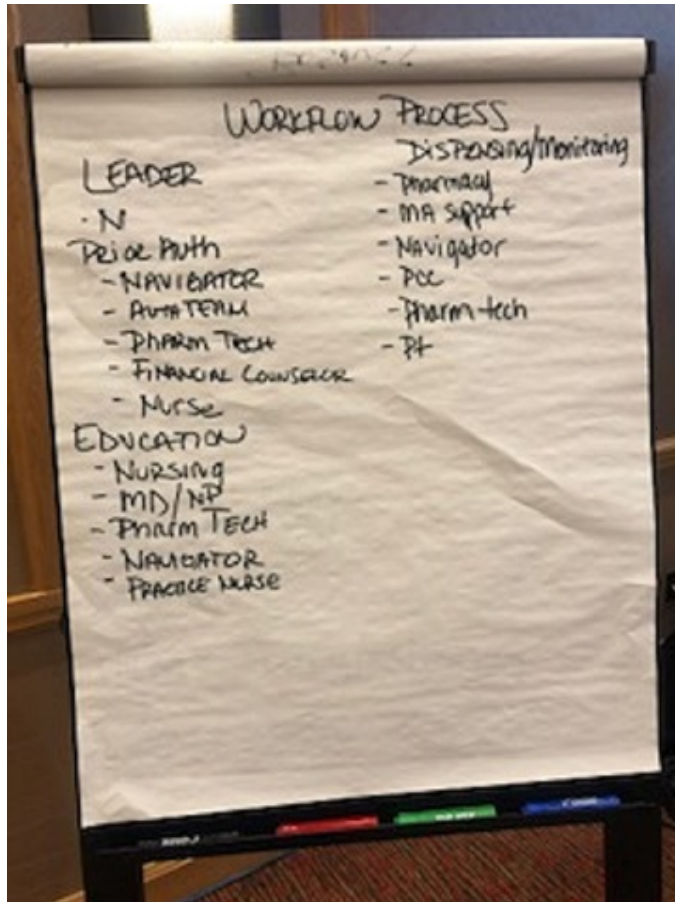 WORKFLOW PROCESS
LEADER
· N
Prior Auth
- NAVIGATOR
- AUTH TEAM
- PHARM TECH
- FINANCIAL COUNSELOR
- Nurse
EDUCATION
- NURSING
- MD/NP
- PHARM TECH
- NAVIGATOR
- PRACTICE NURSE
DISPENSING/Monitoring
- Pharmacy
- MA Support
- NAVigator
- PCC
- Pharm-tech
- Pt